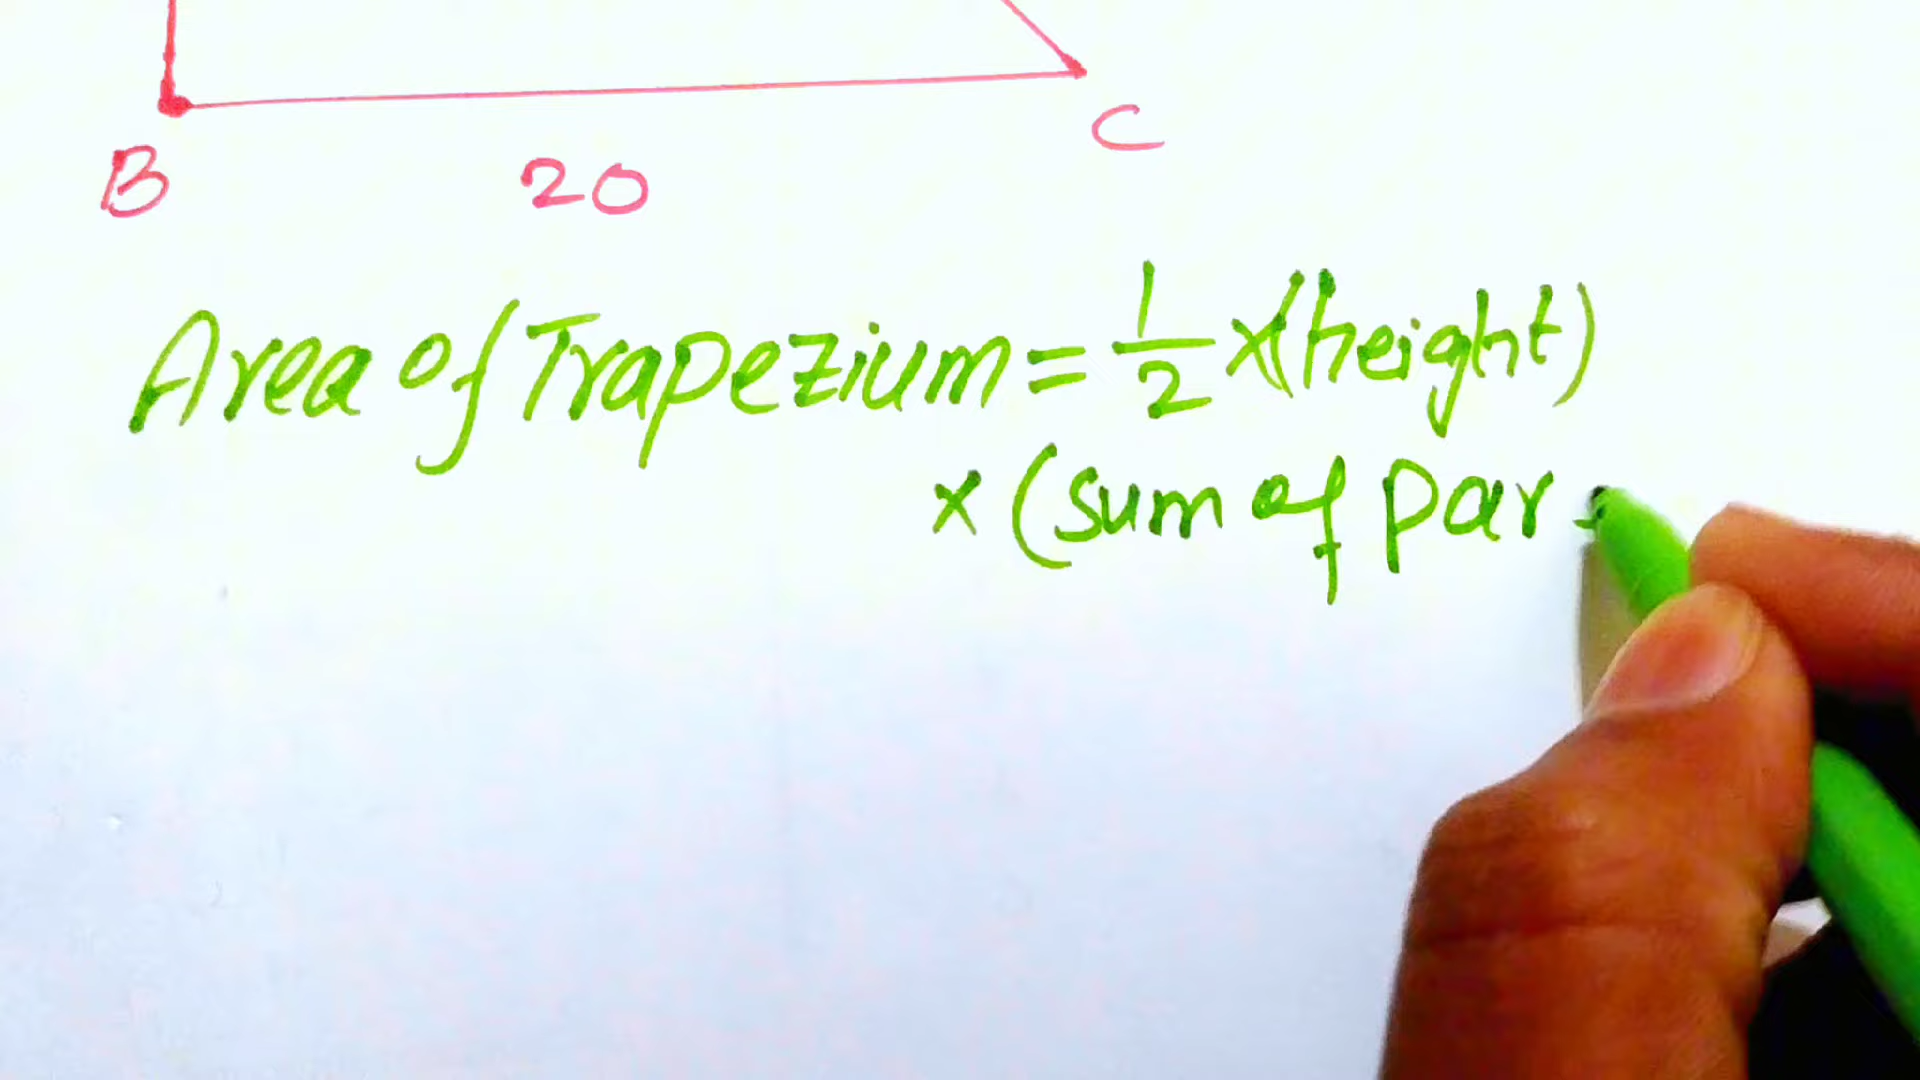 C
B
20
Area of Trapezium = 1/2 x (height)
x (sum of par